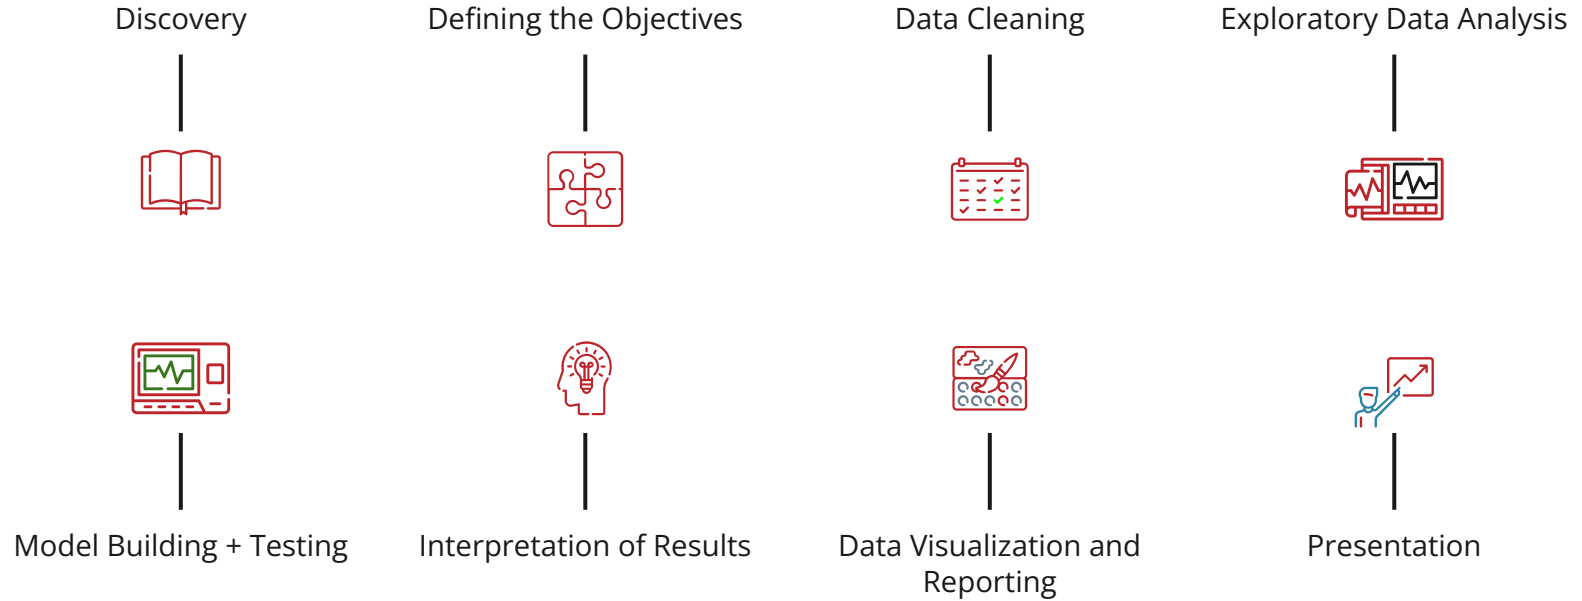 Discovery
Defining the Objectives
Data Cleaning
Exploratory Data Analysis
Model Building + Testing
Interpretation of Results
Data Visualization and
Reporting
Presentation